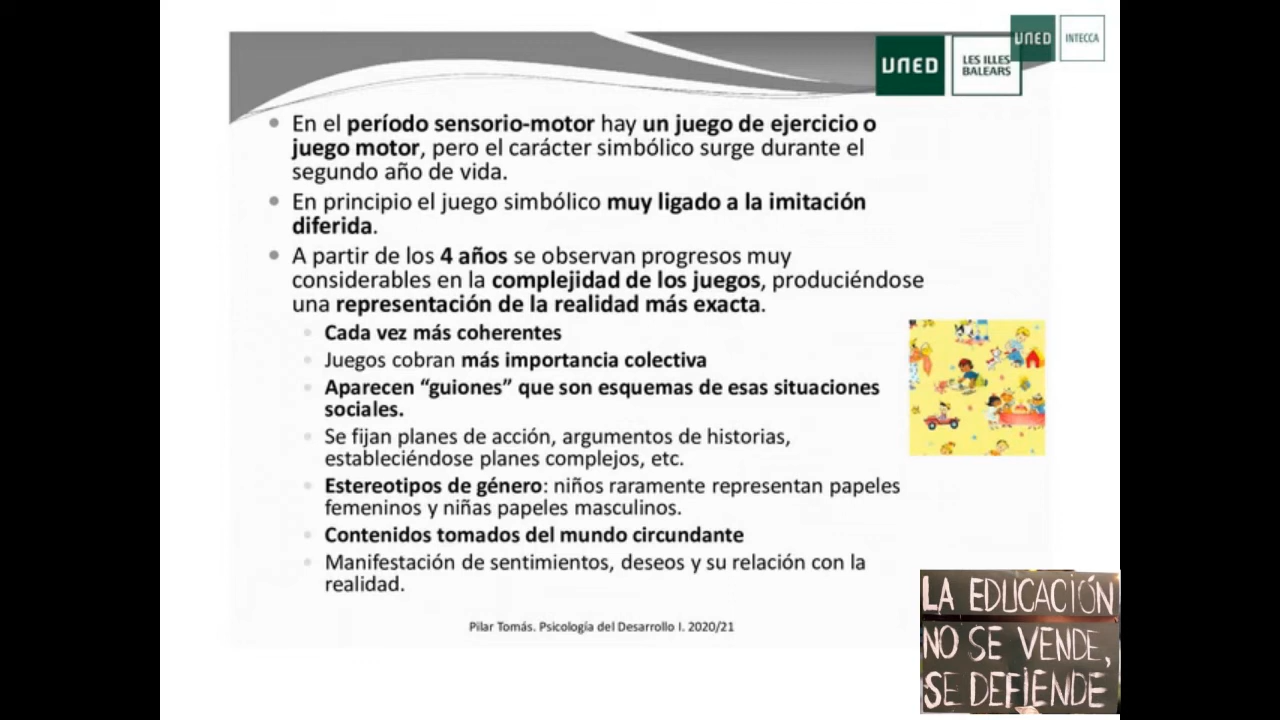 UNED
INTECCA
UNED
LES ILLES
BALEARS
En el período sensorio-motor hay un juego de ejercicio o
juego motor, pero el carácter simbólico surge durante el
segundo año de vida.
En principio el juego simbólico muy ligado a la imitación
diferida.
A partir de los 4 años se observan progresos muy
considerables en la complejidad de los juegos, produciéndose
una representación de la realidad más exacta.
Cada vez más coherentes
Juegos cobran más importancia colectiva
Aparecen “guiones” que son esquemas de esas situaciones
sociales.
Se fijan planes de acción, argumentos de historias,
estableciéndose planes complejos, etc.
Estereotipos de género: niños raramente representan papeles
femeninos y niñas papeles masculinos.
Contenidos tomados del mundo circundante
Manifestación de sentimientos, deseos y su relación con la
realidad.
Pilar Tomás. Psicología del Desarrollo I. 2020/21
LA EDUCACIÓN
NO SE VENDE,
SE DEFIENDE